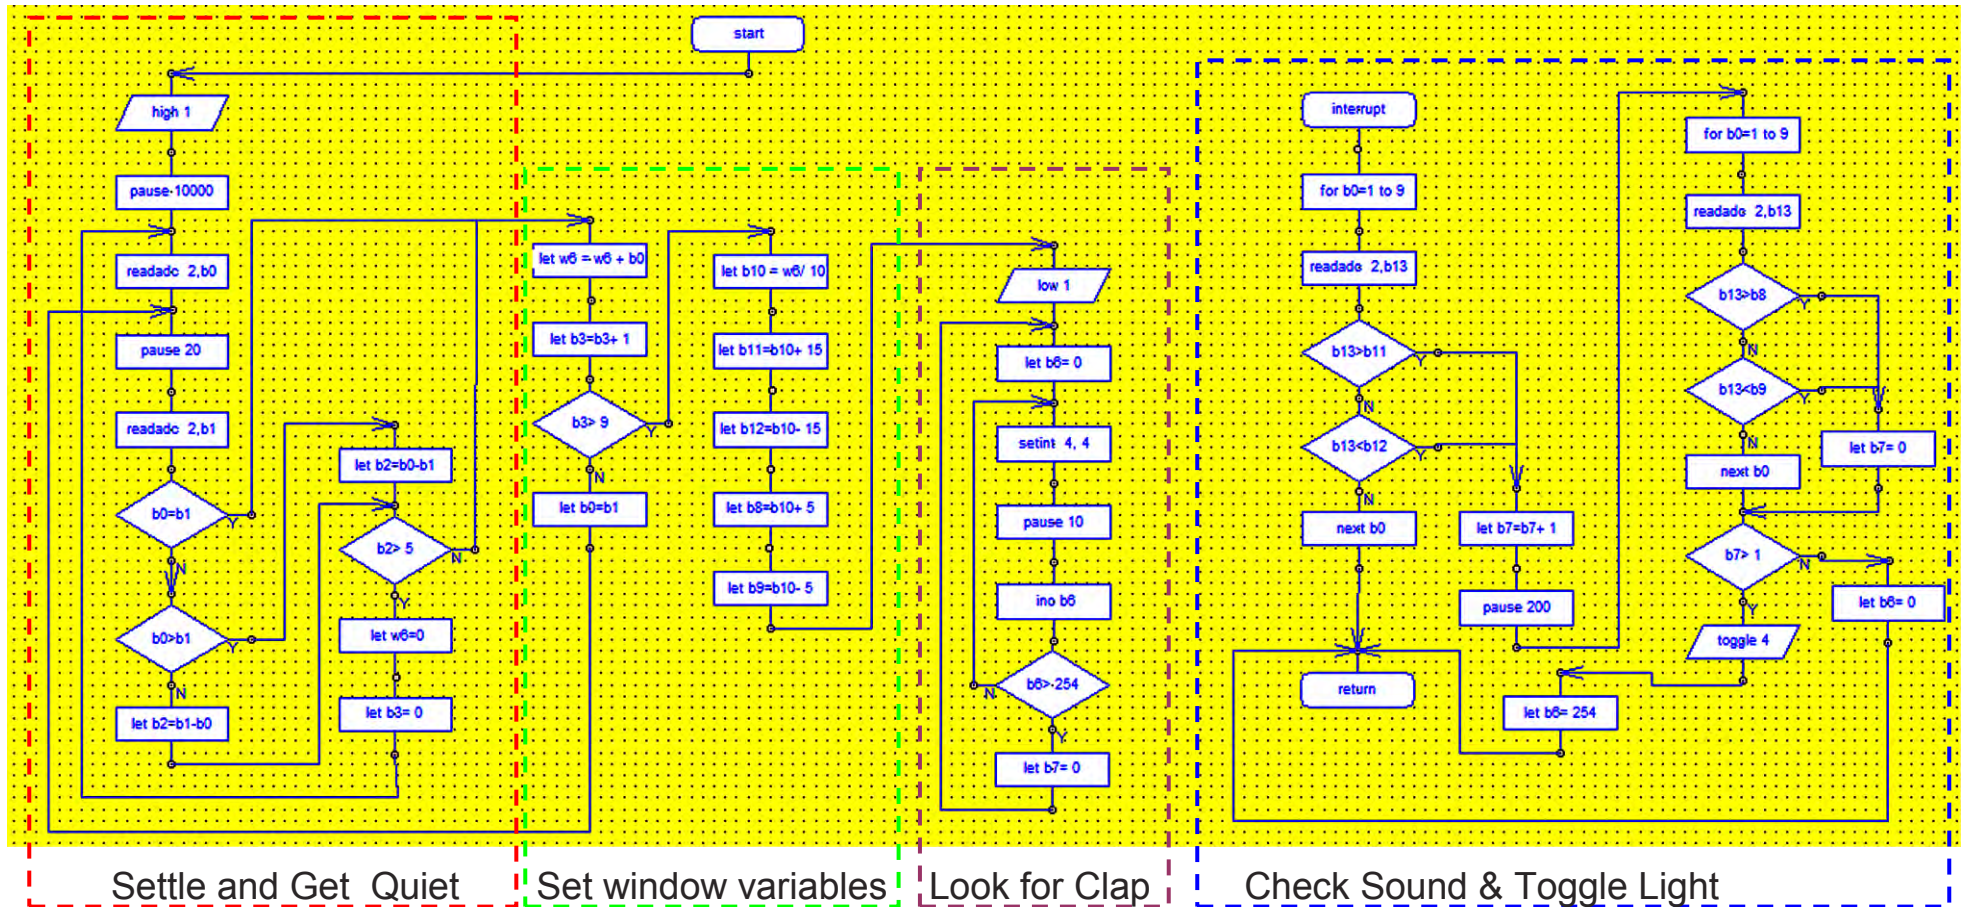 start
high 1
pause 10000
readadc 2,b0
pause 20
readadc 2,b1
b0=b1
Y
N
b0>b1
Y
N
let b2=b1-b0
let b2=b0-b1
b2> 5
N
Y
let w6=0
let b3= 0
let w6 = w6 + b0
let b3=b3+ 1
b3> 9
Y
N
let b0=b1
let b10 = w6/ 10
let b11=b10+ 15
let b12=b10- 15
let b8=b10+ 5
let b9=b10- 5
low 1
let b6= 0
setint 4, 4
pause 10
inc b6
b6> 254
N
Y
let b7= 0
interrupt
for b0=1 to 9
readadc 2,b13
b13>b11
Y
N
b13<b12
Y
N
next b0
return
let b7=b7+ 1
pause 200
for b0=1 to 9
readadc 2,b13
b13>b8
Y
N
b13<b9
Y
N
next b0
let b7= 0
b7> 1
N
Y
toggle 4
let b6= 254
let b6= 0
Settle and Get Quiet
Set window variables
Look for Clap
Check Sound & Toggle Light